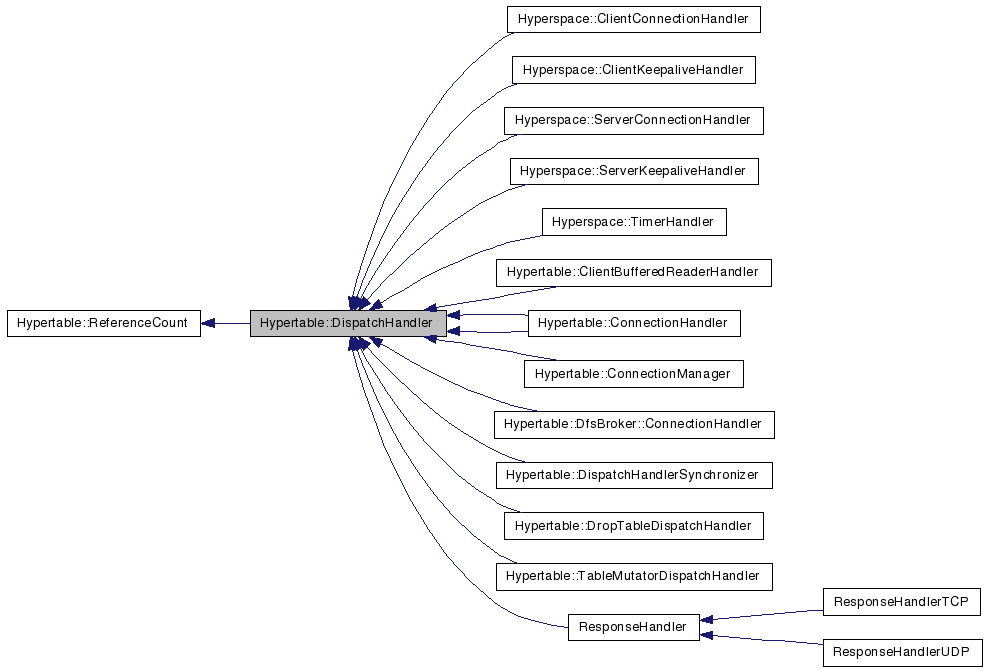 Hyperspace::ClientConnectionHandler
Hyperspace::ClientKeepaliveHandler
Hyperspace::ServerConnectionHandler
Hyperspace::ServerKeepaliveHandler
Hyperspace::TimerHandler
Hypertable::ClientBufferedReaderHandler
Hypertable::ReferenceCount
Hypertable::DispatchHandler
Hypertable::ConnectionHandler
Hypertable::ConnectionManager
Hypertable::DfsBroker::ConnectionHandler
Hypertable::DispatchHandlerSynchronizer
Hypertable::DropTableDispatchHandler
Hypertable::TableMutatorDispatchHandler
ResponseHandler
ResponseHandlerTCP
ResponseHandlerUDP